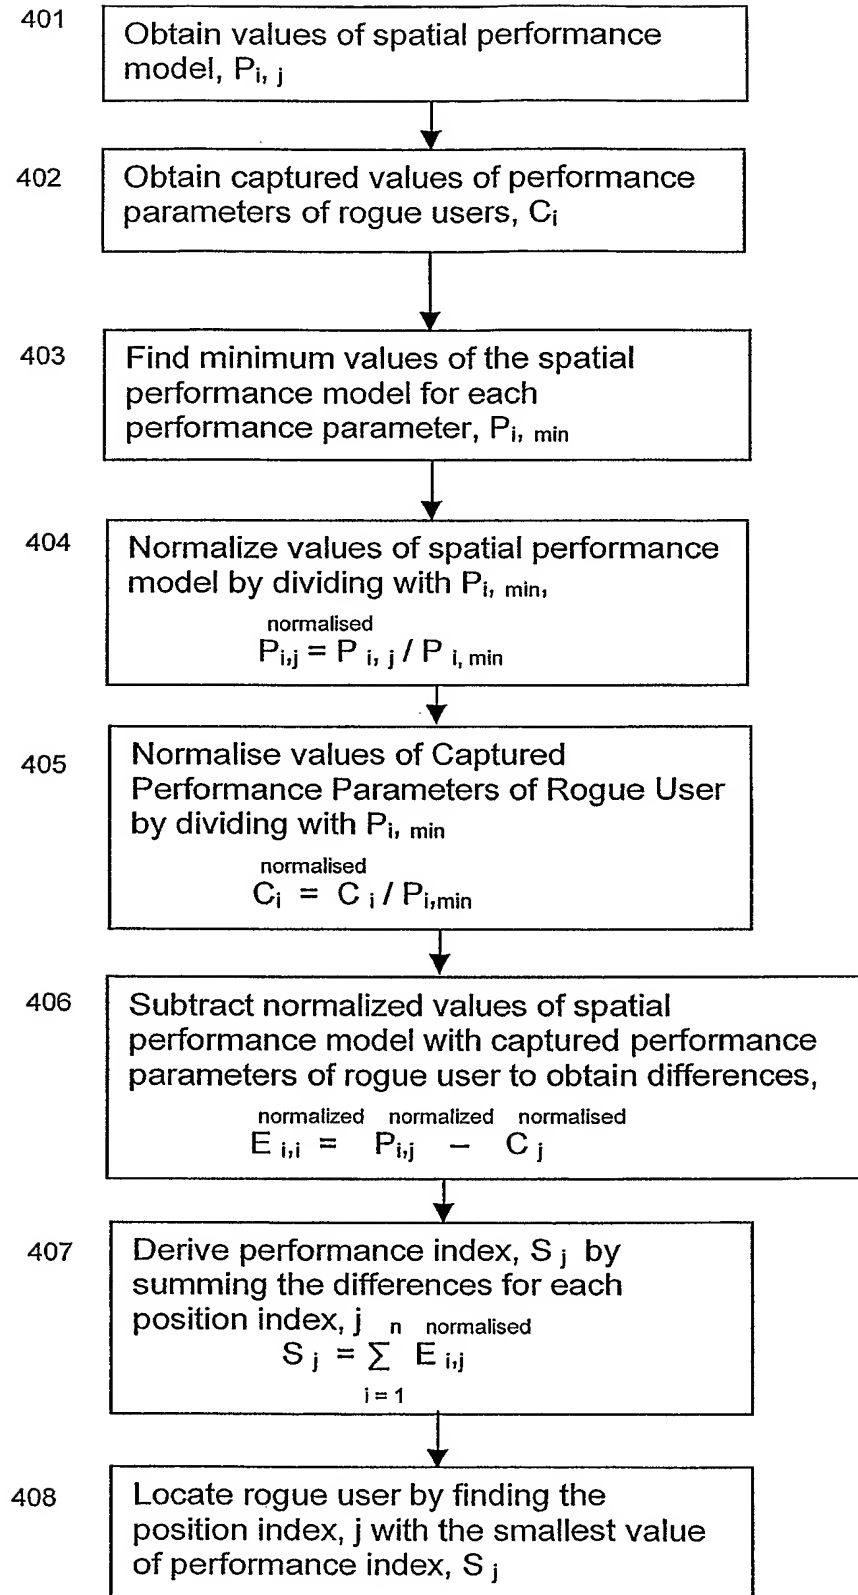 401
Obtain values of spatial performance
model, Pi, j
402
Obtain captured values of performance
parameters of rogue users, Ci
403
Find minimum values of the spatial
performance model for each
performance parameter, Pi, min
404
Normalize values of spatial performance
model by dividing with Pi, min,
normalised
Pi,j = P i, j / P i, min
405
Normalise values of Captured
Performance Parameters of Rogue User
by dividing with Pi, min
normalised
Ci = C i / Pi,min
406
Subtract normalized values of spatial
performance model with captured performance
parameters of rogue user to obtain differences,
normalized normalized normalised
E i,i = Pi,j − C j
407
Derive performance index, S j by
summing the differences for each
position index, j n normalised
S j = Σ E i,j
i = 1
408
Locate rogue user by finding the
position index, j with the smallest value
of performance index, S j